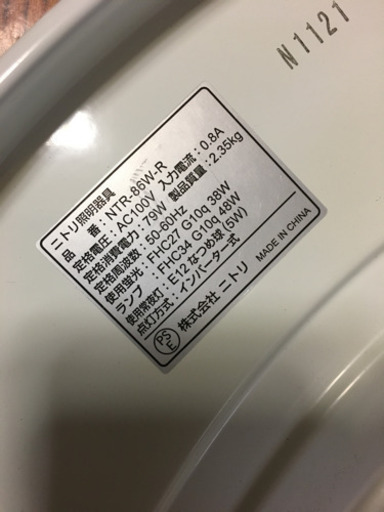 N1121
ニトリ照明器具
品　　番：NTR-86W-R
定格電圧：AC100V 入力電流：0.8A
定格消費電力：79W 製品質量：2.35kg
定格周波数：50-60Hz
使用蛍光：FHC27 G10q 38W
ランプ：FHC34 G10q 48W
使用常夜灯：E12なつめ球(5W)
点灯方式：インバーター式
PS
E
株式会社 ニトリ
MADE IN CHINA